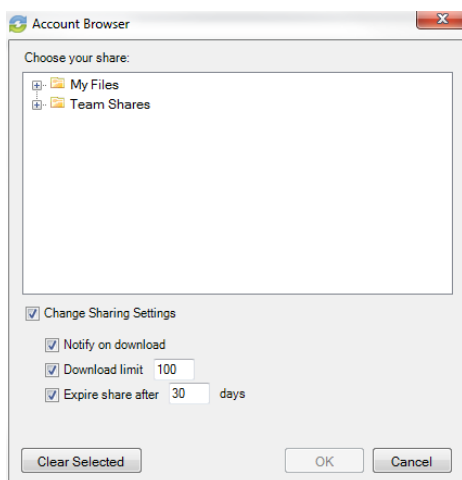 Account Browser
x
Choose your share:
My Files
Team Shares
Change Sharing Settings
Notify on download
Download limit 100
Expire share after 30 days
Clear Selected OK Cancel